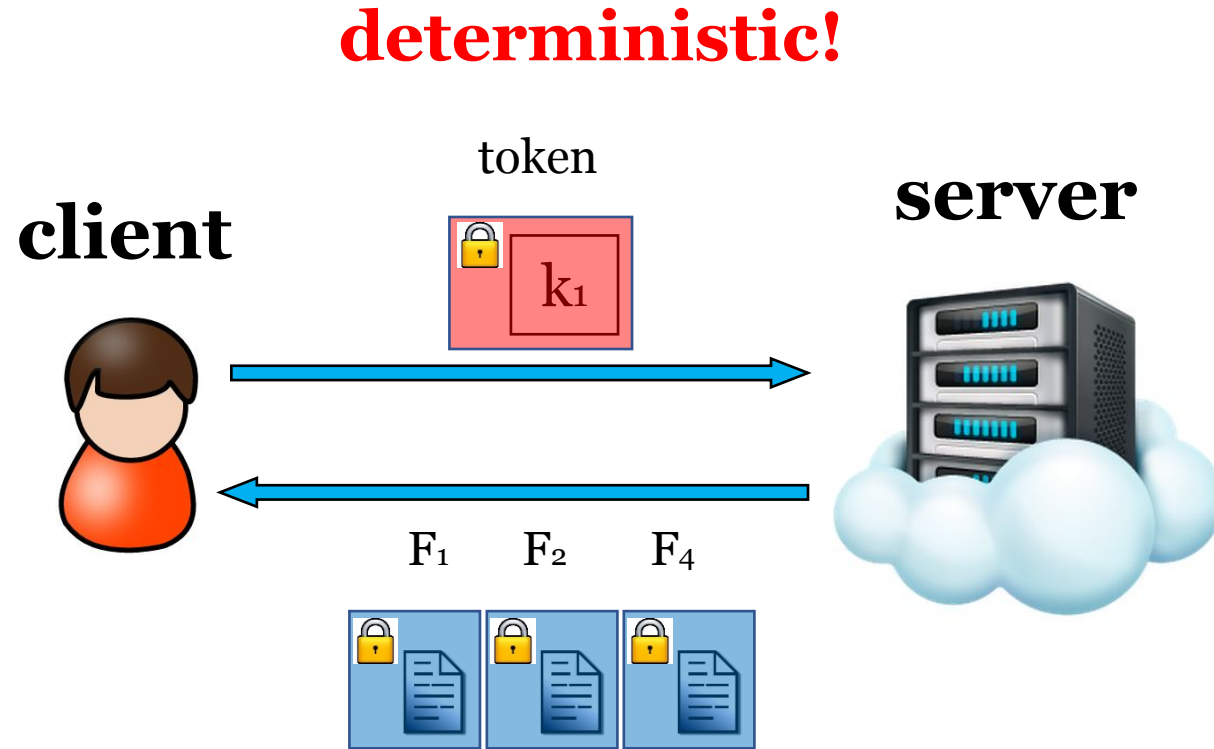 deterministic!
token
client
server
k₁
F₁ F₂ F₄